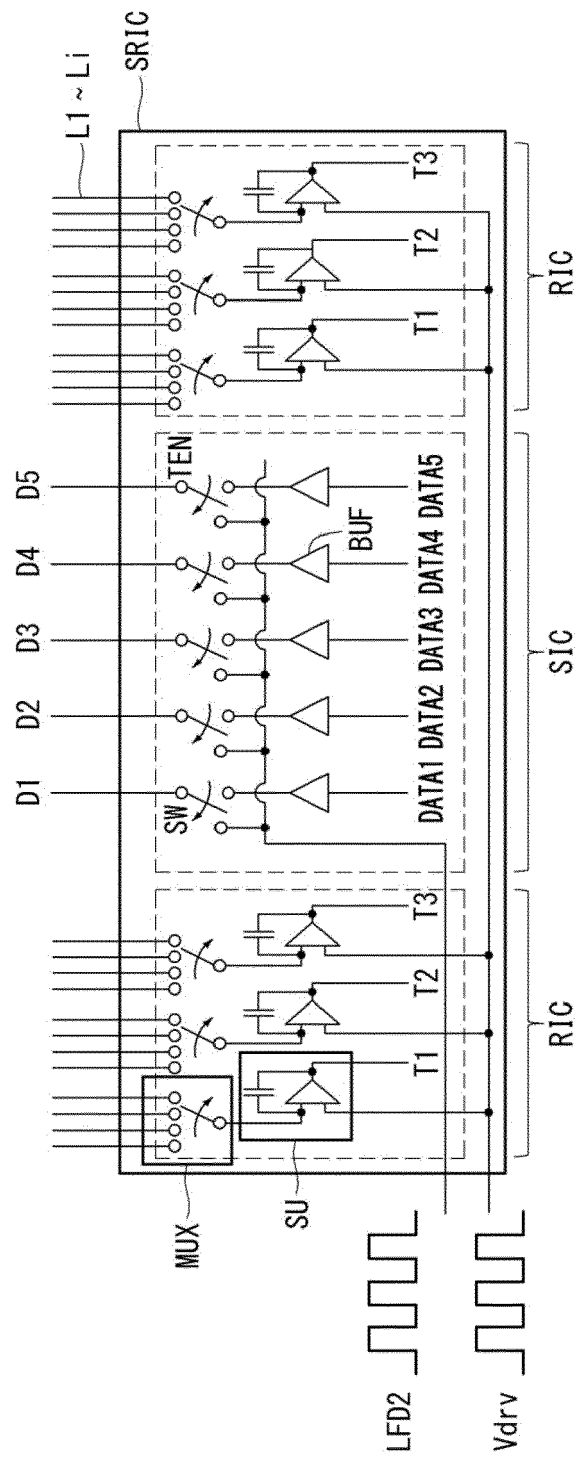 L1 ~ Li
SRIC
D1
D2
D3
D4
D5
MUX
SU
T1
T2
T3
SW
TEN
BUF
DATA1
DATA2
DATA3
DATA4
DATA5
T1
T2
T3
LFD2
Vdrv
RIC
SIC
RIC